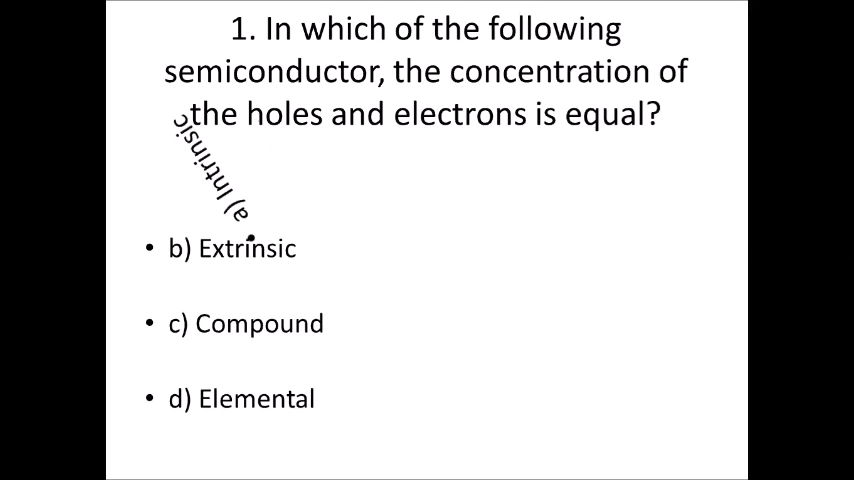 1. In which of the following
semiconductor, the concentration of
the holes and electrons is equal?
• a) Intrinsic
• b) Extrinsic
• c) Compound
• d) Elemental